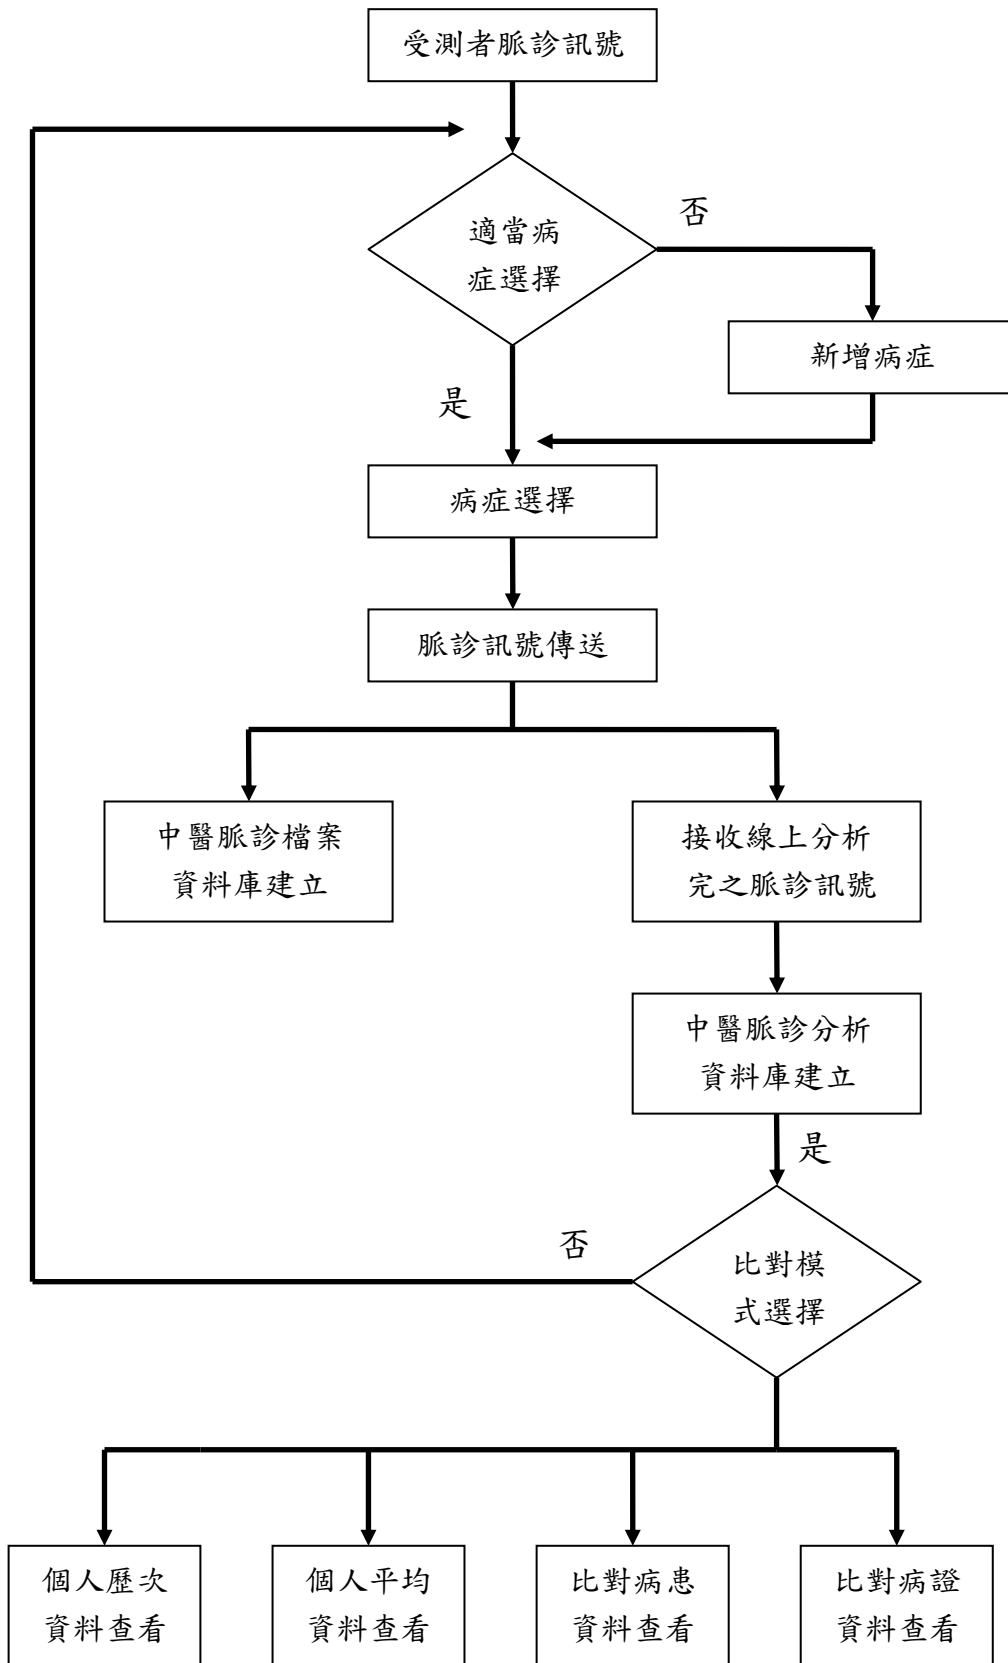 受測者脈診訊號
適當病
症選擇
否
新增病症
是
病症選擇
脈診訊號傳送
中醫脈診檔案
資料庫建立
接收線上分析
完之脈診訊號
中醫脈診分析
資料庫建立
是
否
比對模
式選擇
個人歷次
資料查看
個人平均
資料查看
比對病患
資料查看
比對病證
資料查看